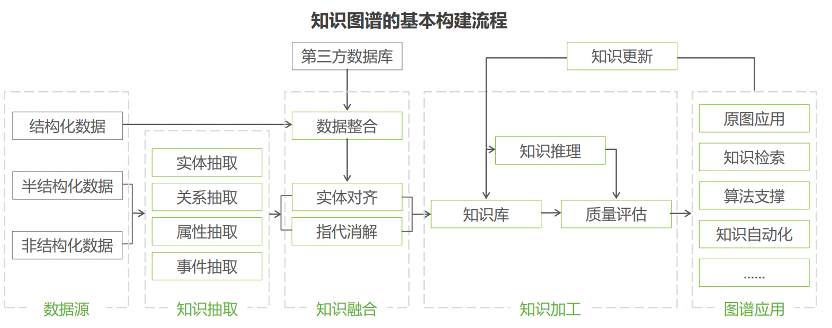 知识图谱的基本构建流程
第三方数据库
知识更新
结构化数据
半结构化数据
非结构化数据
数据源
实体抽取
关系抽取
属性抽取
事件抽取
知识抽取
数据整合
实体对齐
指代消解
知识融合
知识推理
知识库
质量评估
知识加工
原图应用
知识检索
算法支撑
知识自动化
......
图谱应用